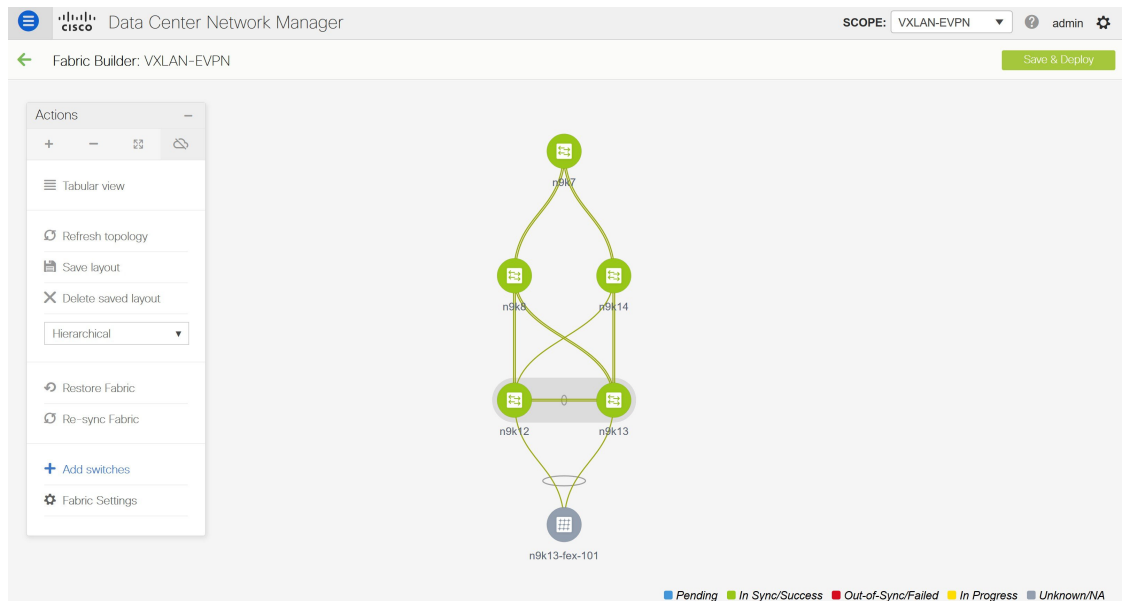 cisco Data Center Network Manager SCOPE: VXLAN-EVPN admin
Fabric Builder: VXLAN-EVPN Save & Deploy
Actions
Tabular view
Refresh topology
Save layout
Delete saved layout
Hierarchical
Restore Fabric
Re-sync Fabric
Add switches
Fabric Settings
n9k7
n9k8 n9k14
n9k12 n9k13
n9k13-fex-101
Pending In Sync/Success Out-of-Sync/Failed In Progress Unknown/NA